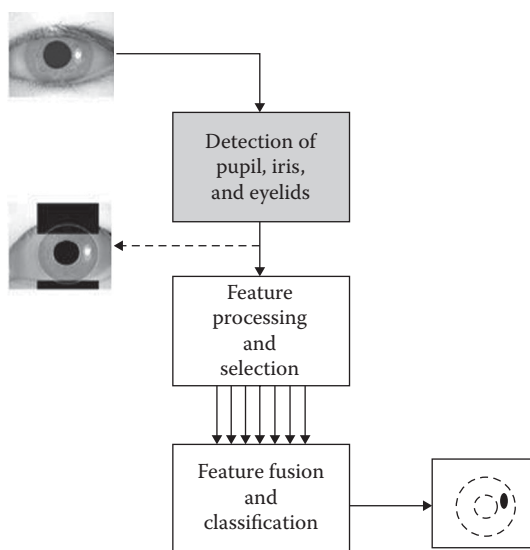 Detection of
pupil, iris,
and eyelids
Feature
processing
and
selection
Feature fusion
and
classification